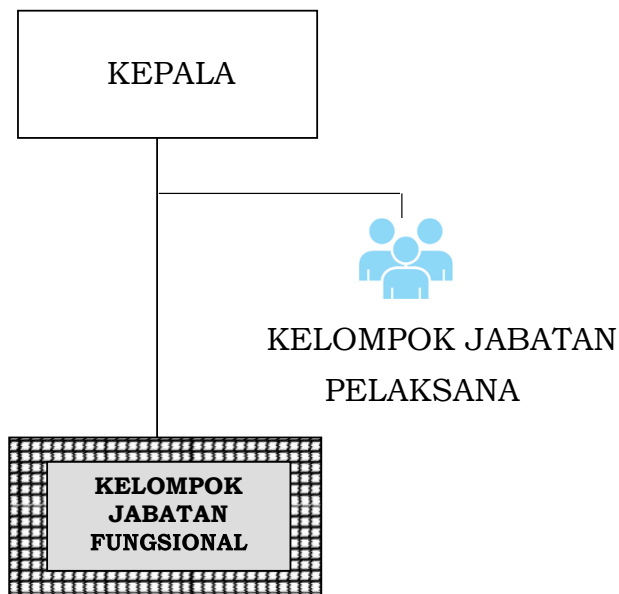 KEPALA
KELOMPOK JABATAN
PELAKSANA
KELOMPOK
JABATAN
FUNGSIONAL